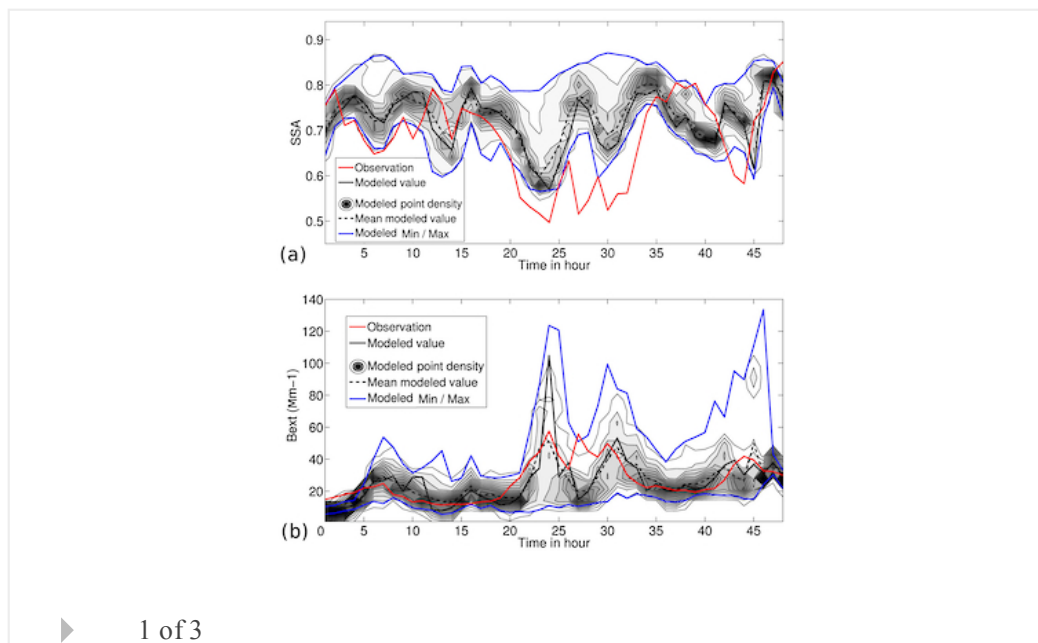 0.9
0.8
0.7
0.6
0.5
SSA
Observation
Modeled value
Modeled point density
Mean modeled value
Modeled Min / Max
(a)
5 10 15 20 25 30 35 40 45
Time in hour
140
120
100
80
60
40
20
Bext (Mm−1)
Observation
Modeled value
Modeled point density
Mean modeled value
Modeled Min / Max
(b)
0 5 10 15 20 25 30 35 40 45
Time in hour
1 of 3